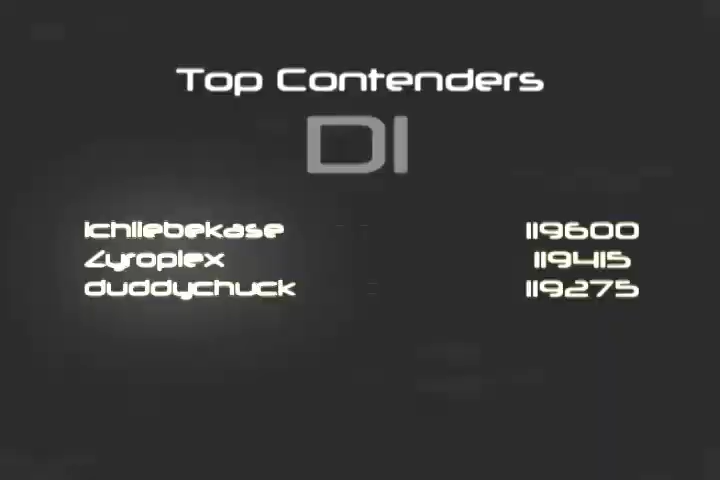 Top Contenders
DI
ichliebekase
119600
Zyroplex
119415
duddychuck
119275